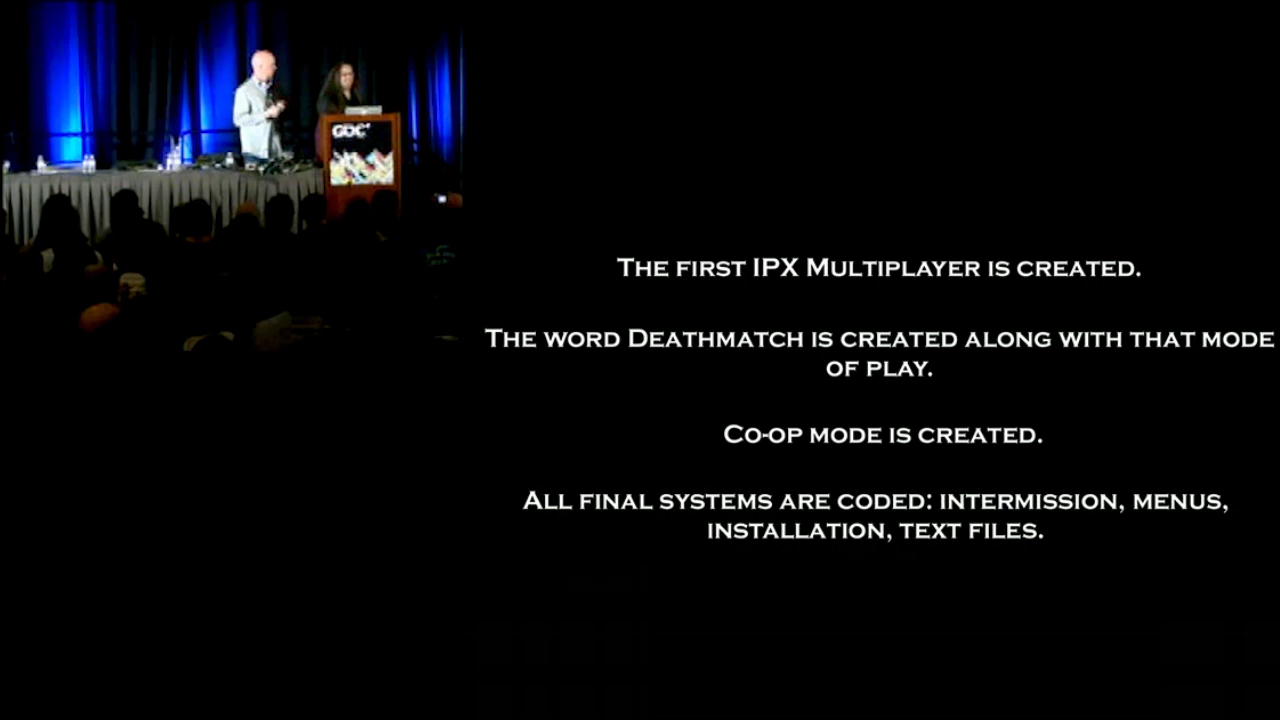 GDC
The first IPX Multiplayer is created.
The word Deathmatch is created along with that mode
of play.
Co-op mode is created.
All final systems are coded: intermission, menus,
installation, text files.